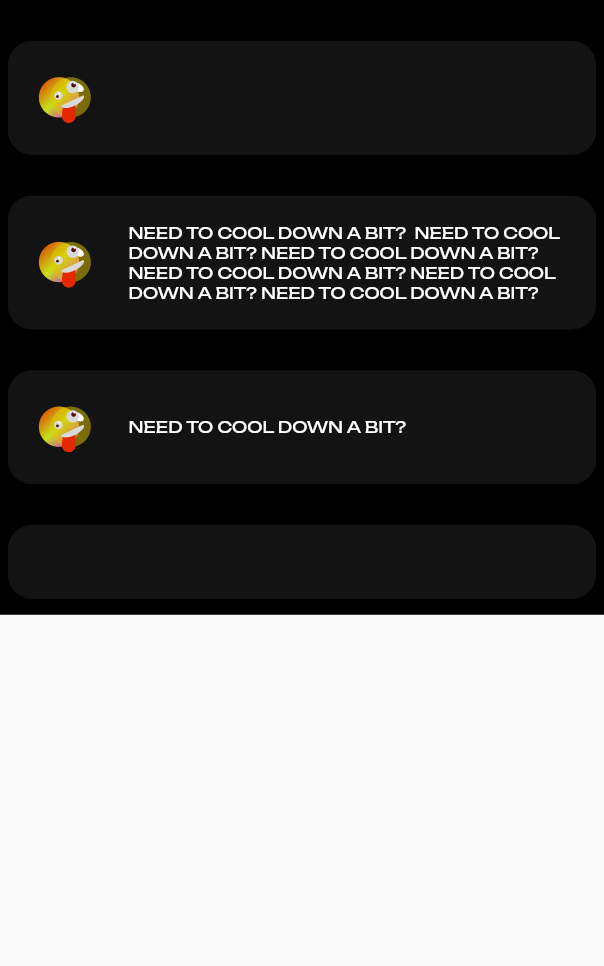 NEED TO COOL DOWN A BIT?  NEED TO COOL
DOWN A BIT? NEED TO COOL DOWN A BIT?
NEED TO COOL DOWN A BIT? NEED TO COOL
DOWN A BIT? NEED TO COOL DOWN A BIT?
NEED TO COOL DOWN A BIT?